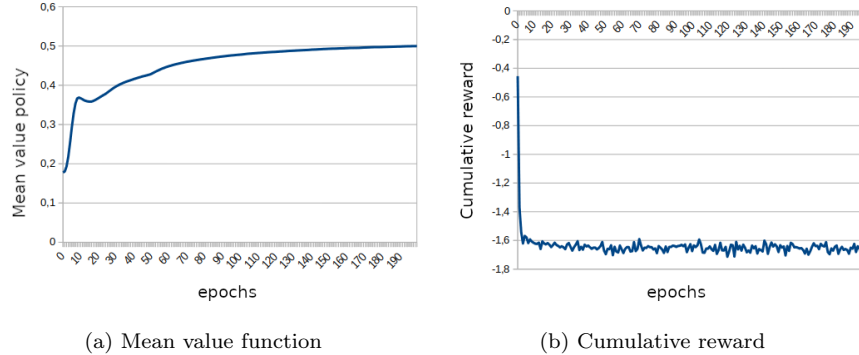 0,6
0,5
0,4
0,3
0,2
0,1
0
Mean value policy
0 10 20 30 40 50 60 70 80 90 100 110 120 130 140 150 160 170 180 190
epochs
(a) Mean value function
0
-0,2
-0,4
-0,6
-0,8
-1
-1,2
-1,4
-1,6
-1,8
Cumulative reward
0 10 20 30 40 50 60 70 80 90 100 110 120 130 140 150 160 170 180 190
epochs
(b) Cumulative reward